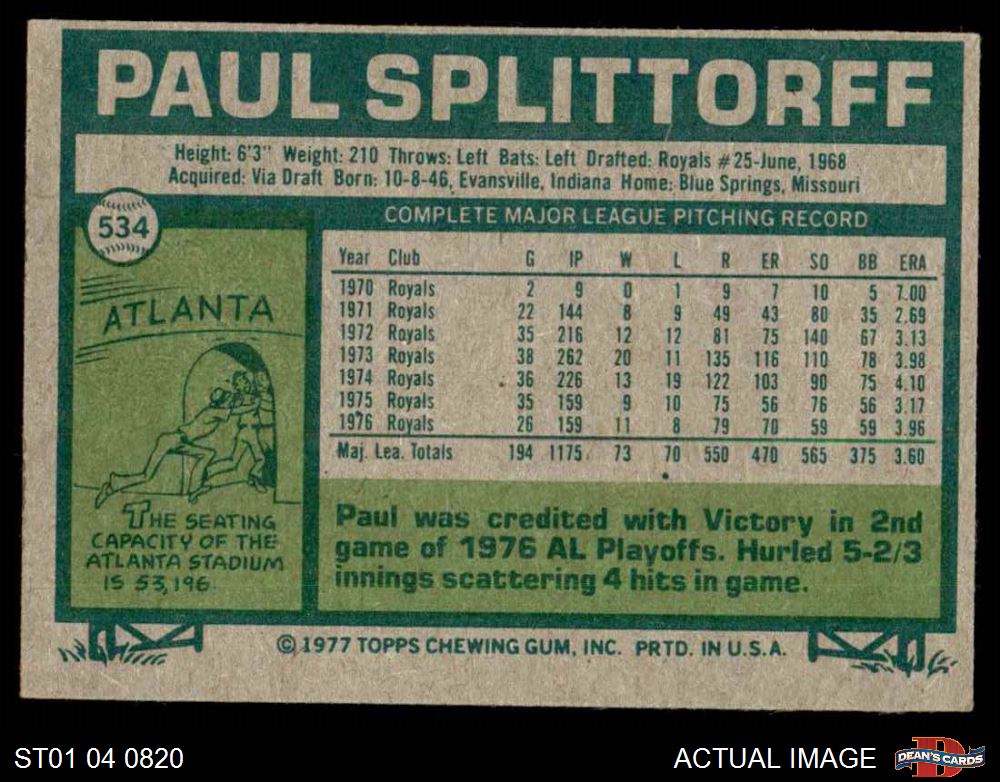 PAUL SPLITTORFF
Height: 6'3" Weight: 210 Throws: Left Bats: Left Drafted: Royals #25-June, 1968
Acquired: Via Draft Born: 10-8-46, Evansville, Indiana Home: Blue Springs, Missouri
534
COMPLETE MAJOR LEAGUE PITCHING RECORD
Year Club G IP W L R ER SO BB ERA
1970 Royals 2 9 0 1 9 7 10 5 7.00
1971 Royals 22 144 8 9 49 43 80 35 2.69
1972 Royals 35 216 12 12 81 75 140 67 3.13
1973 Royals 38 262 20 11 135 116 110 78 3.98
1974 Royals 36 226 13 19 122 103 90 75 4.10
1975 Royals 35 159 9 10 75 56 76 56 3.17
1976 Royals 26 159 11 8 79 70 59 59 3.96
Maj. Lea. Totals 194 1175 73 70 550 470 565 375 3.60
ATLANTA
THE SEATING
CAPACITY OF THE
ATLANTA STADIUM
IS 53,196.
Paul was credited with Victory in 2nd
game of 1976 AL Playoffs. Hurled 5-2/3
innings scattering 4 hits in game.
© 1977 TOPPS CHEWING GUM, INC. PRTD. IN U.S.A.
ST01 04 0820
ACTUAL IMAGE
D
DEAN'S CARDS